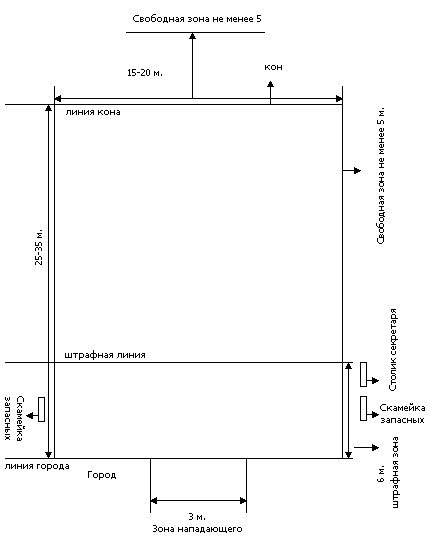 Свободная зона не менее 5
15-20 м.
кон
линия кона
Свободная зона не менее 5 м.
25-35 м.
штрафная линия
Столик секретаря
Скамейка
запасных
Скамейка
запасных
линия города
Город
6 м.
штрафная зона
3 м.
Зона нападающего